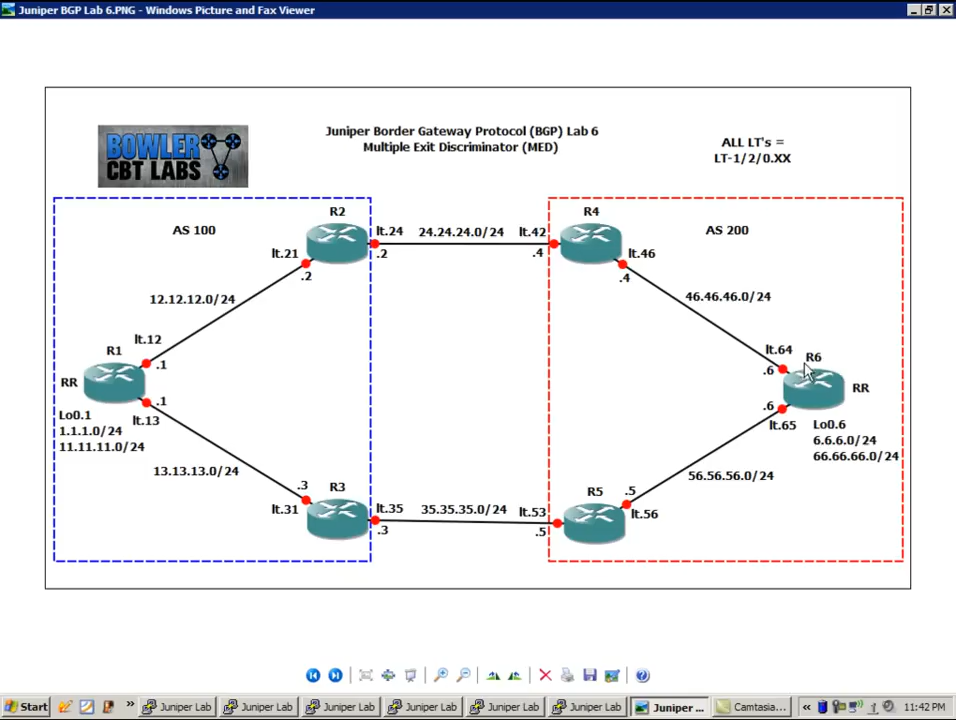 Juniper BGP Lab 6.PNG - Windows Picture and Fax Viewer
BOWLER
CBT LABS
Juniper Border Gateway Protocol (BGP) Lab 6
Multiple Exit Discriminator (MED)
ALL LT's =
LT-1/2/0.XX
AS 100
R2
lt.24
24.24.24.0/24
lt.42
R4
AS 200
lt.21
.2
.2
.4
lt.46
.4
12.12.12.0/24
46.46.46.0/24
lt.12
R1
.1
lt.64
R6
.6
RR
RR
.1
.6
Lo0.1
lt.13
lt.65
Lo0.6
1.1.1.0/24
6.6.6.0/24
11.11.11.0/24
66.66.66.0/24
13.13.13.0/24
56.56.56.0/24
.3
R3
R5
.5
lt.31
lt.35
35.35.35.0/24
lt.53
lt.56
.3
.5
Start
»
Juniper Lab
Juniper Lab
Juniper Lab
Juniper Lab
Juniper Lab
Juniper Lab
Juniper ...
Camtasia...
«
11:42 PM